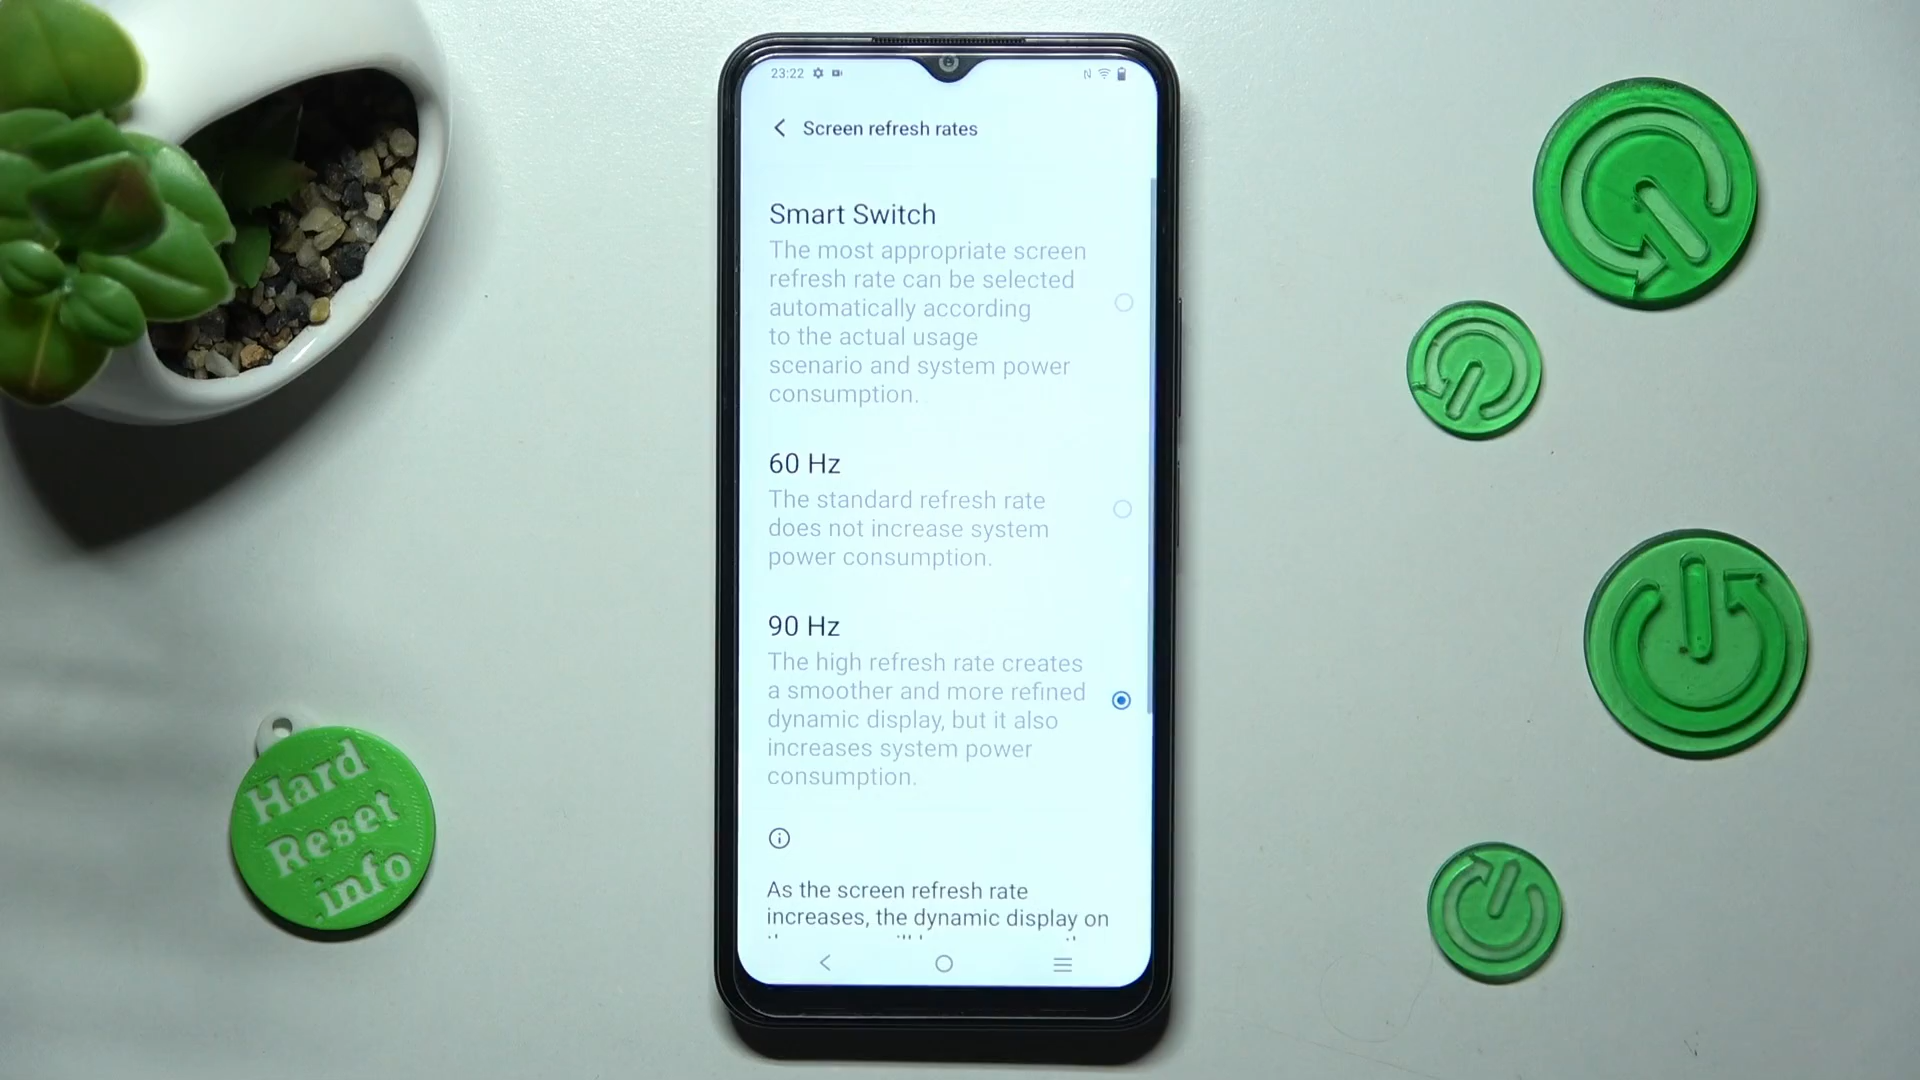 23:22
Screen refresh rates
Smart Switch
The most appropriate screen
refresh rate can be selected
automatically according
to the actual usage
scenario and system power
consumption.
60 Hz
The standard refresh rate
does not increase system
power consumption.
90 Hz
The high refresh rate creates
a smoother and more refined
dynamic display, but it also
increases system power
consumption.
As the screen refresh rate
increases, the dynamic display on
Hard
Reset
.info